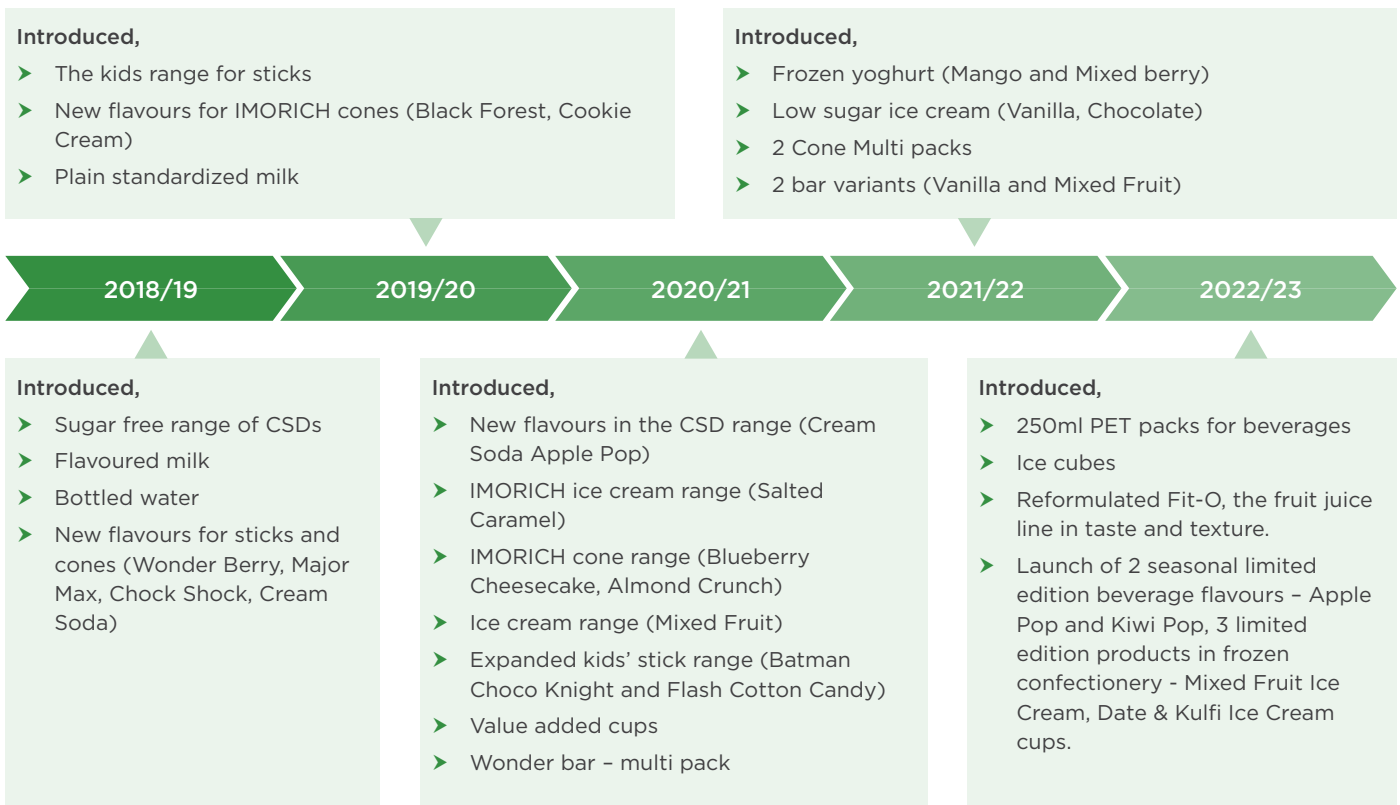 Introduced,
➤ The kids range for sticks
➤ New flavours for IMORICH cones (Black Forest, Cookie
Cream)
➤ Plain standardized milk
Introduced,
➤ Frozen yoghurt (Mango and Mixed berry)
➤ Low sugar ice cream (Vanilla, Chocolate)
➤ 2 Cone Multi packs
➤ 2 bar variants (Vanilla and Mixed Fruit)
2018/19
2019/20
2020/21
2021/22
2022/23
Introduced,
➤ Sugar free range of CSDs
➤ Flavoured milk
➤ Bottled water
➤ New flavours for sticks and
cones (Wonder Berry, Major
Max, Chock Shock, Cream
Soda)
Introduced,
➤ New flavours in the CSD range (Cream
Soda Apple Pop)
➤ IMORICH ice cream range (Salted
Caramel)
➤ IMORICH cone range (Blueberry
Cheesecake, Almond Crunch)
➤ Ice cream range (Mixed Fruit)
➤ Expanded kids’ stick range (Batman
Choco Knight and Flash Cotton Candy)
➤ Value added cups
➤ Wonder bar – multi pack
Introduced,
➤ 250ml PET packs for beverages
➤ Ice cubes
➤ Reformulated Fit-O, the fruit juice
line in taste and texture.
➤ Launch of 2 seasonal limited
edition beverage flavours – Apple
Pop and Kiwi Pop, 3 limited
edition products in frozen
confectionery - Mixed Fruit Ice
Cream, Date & Kulfi Ice Cream
cups.